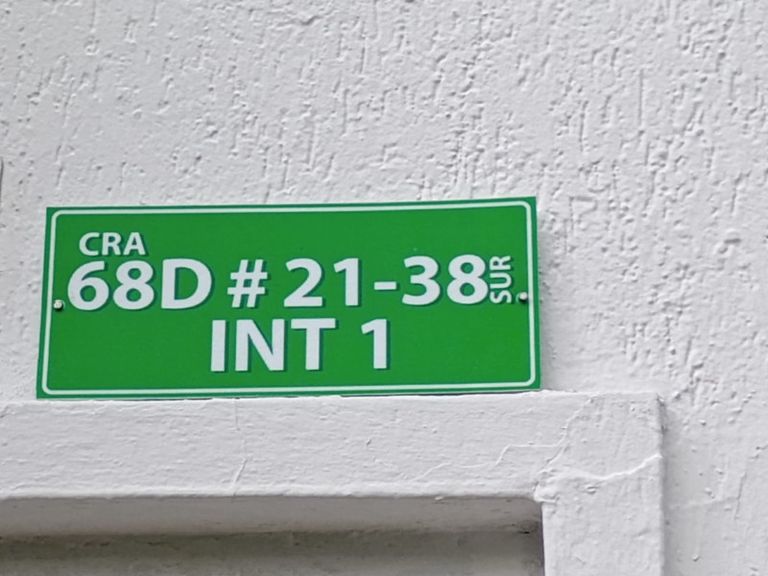 CRA
68D # 21-38 SUR
INT 1